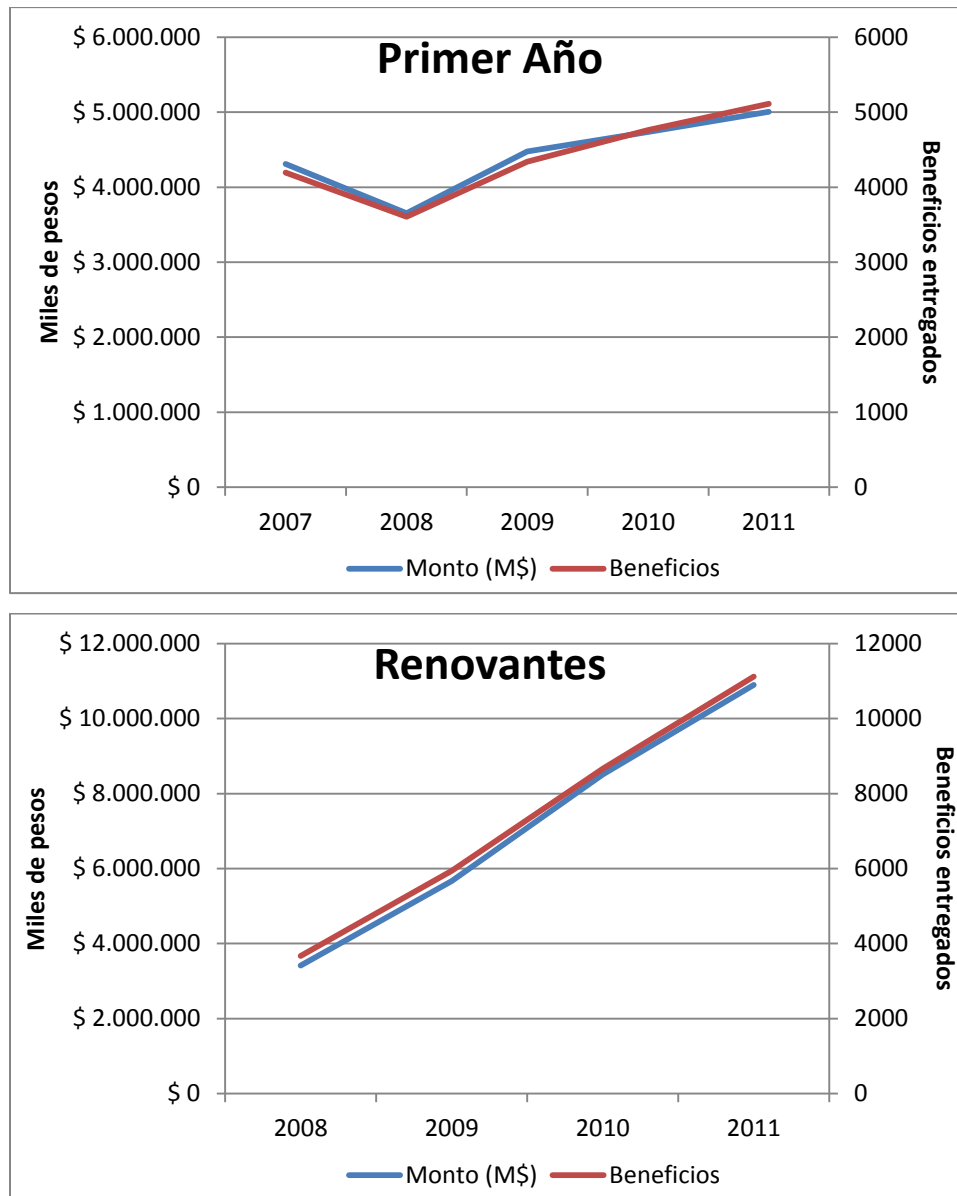 Primer Año
Miles de pesos
$ 6.000.000
$ 5.000.000
$ 4.000.000
$ 3.000.000
$ 2.000.000
$ 1.000.000
$ 0
6000
5000
4000
3000
2000
1000
0
Beneficios entregados
2007 2008 2009 2010 2011
Monto (M$) Beneficios
Renovantes
Miles de pesos
$ 12.000.000
$ 10.000.000
$ 8.000.000
$ 6.000.000
$ 4.000.000
$ 2.000.000
$ 0
12000
10000
8000
6000
4000
2000
0
Beneficios entregados
2008 2009 2010 2011
Monto (M$) Beneficios